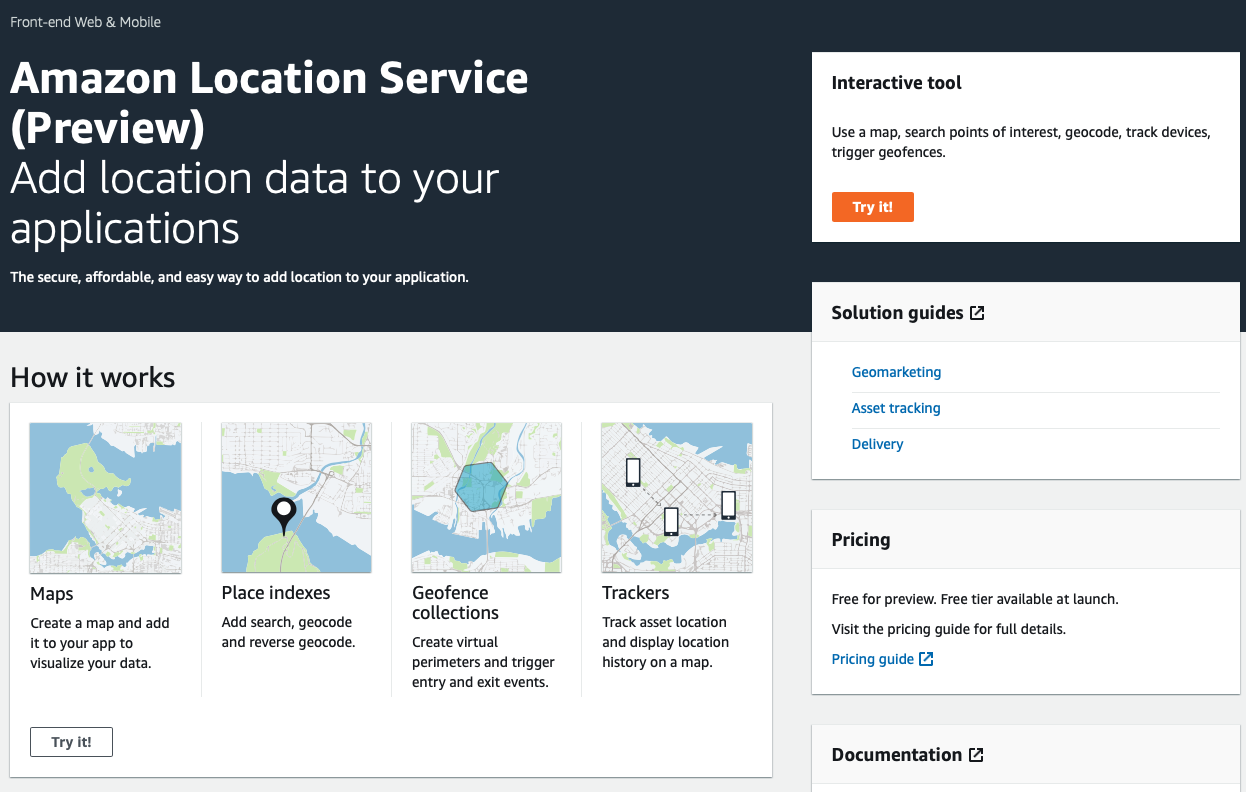 Front-end Web & Mobile
Amazon Location Service
(Preview)
Add location data to your
applications
The secure, affordable, and easy way to add location to your application.
Interactive tool
Use a map, search points of interest, geocode, track devices,
trigger geofences.
Try it!
Solution guides
Geomarketing
Asset tracking
Delivery
How it works
Maps
Create a map and add
it to your app to
visualize your data.
Place indexes
Add search, geocode
and reverse geocode.
Geofence
collections
Create virtual
perimeters and trigger
entry and exit events.
Trackers
Track asset location
and display location
history on a map.
Try it!
Pricing
Free for preview. Free tier available at launch.
Visit the pricing guide for full details.
Pricing guide
Documentation